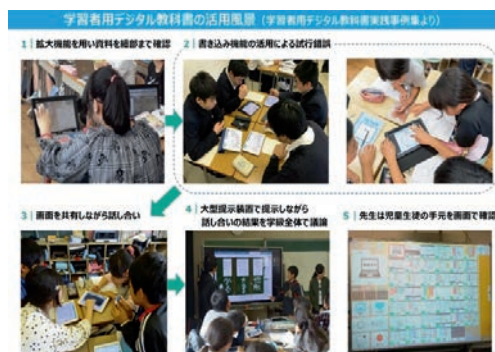 学習者用デジタル教科書の活用風景（学習者用デジタル教科書実践事例集より）
1｜拡大機能を用い資料を細部まで確認
2｜書き込み機能の活用による試行錯誤
3｜画面を共有しながら話し合い
4｜大型提示装置で提示しながら
話し合いの結果を学級全体で議論
5｜先生は児童生徒の手元を画面で確認